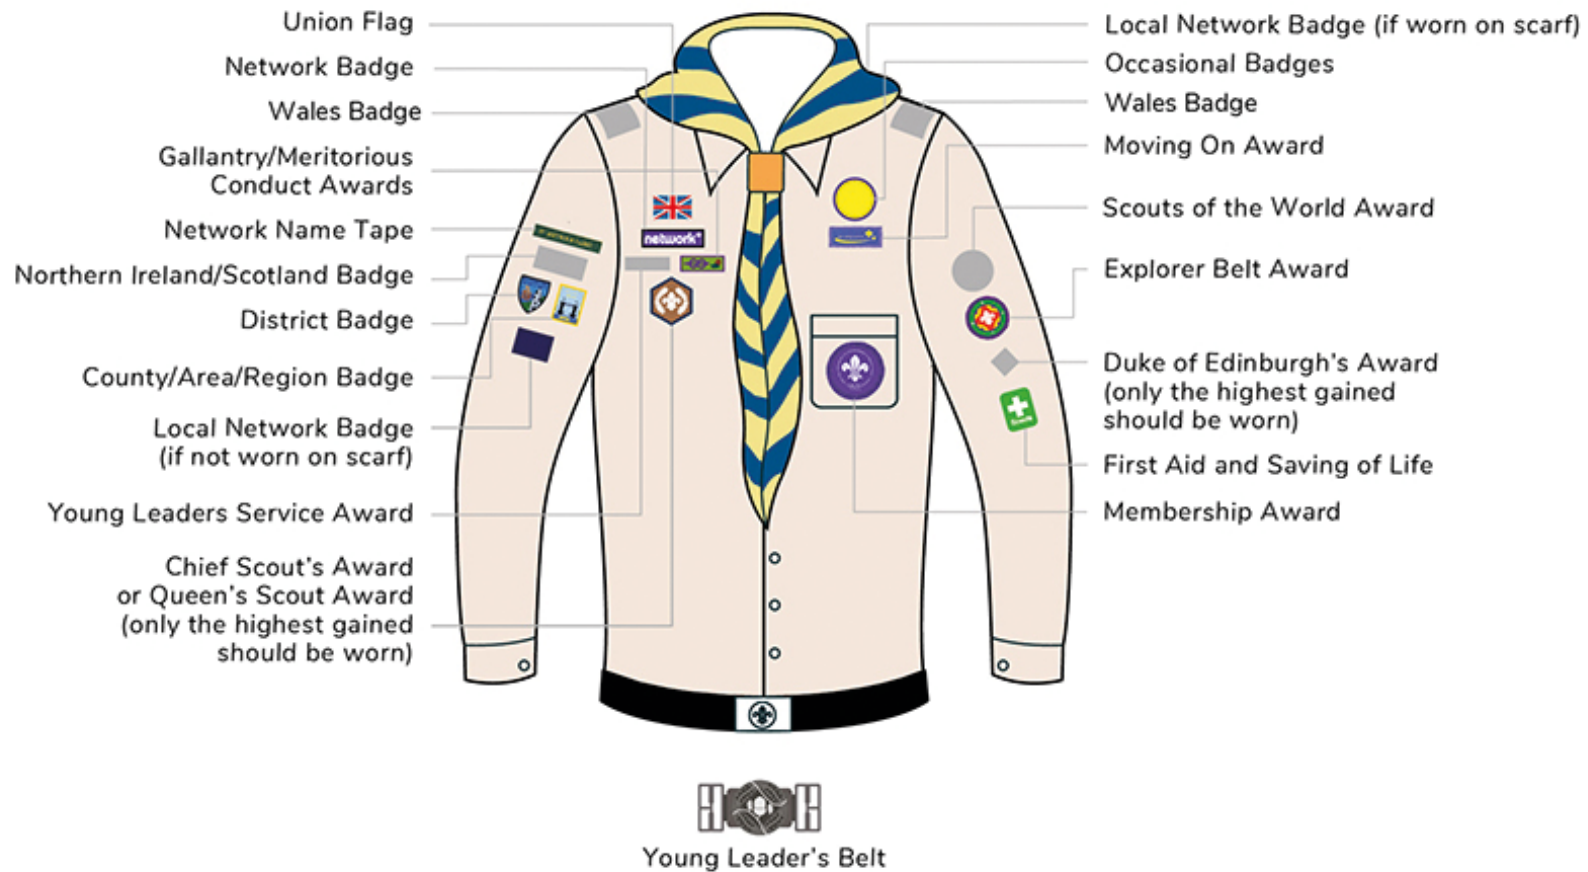 Union Flag
Network Badge
Wales Badge
Gallantry/Meritorious
Conduct Awards
Network Name Tape
Northern Ireland/Scotland Badge
District Badge
County/Area/Region Badge
Local Network Badge
(if not worn on scarf)
Young Leaders Service Award
Chief Scout's Award
or Queen's Scout Award
(only the highest gained
should be worn)
network+
Local Network Badge (if worn on scarf)
Occasional Badges
Wales Badge
Moving On Award
Scouts of the World Award
Explorer Belt Award
Duke of Edinburgh's Award
(only the highest gained
should be worn)
First Aid and Saving of Life
Membership Award
Young Leader's Belt